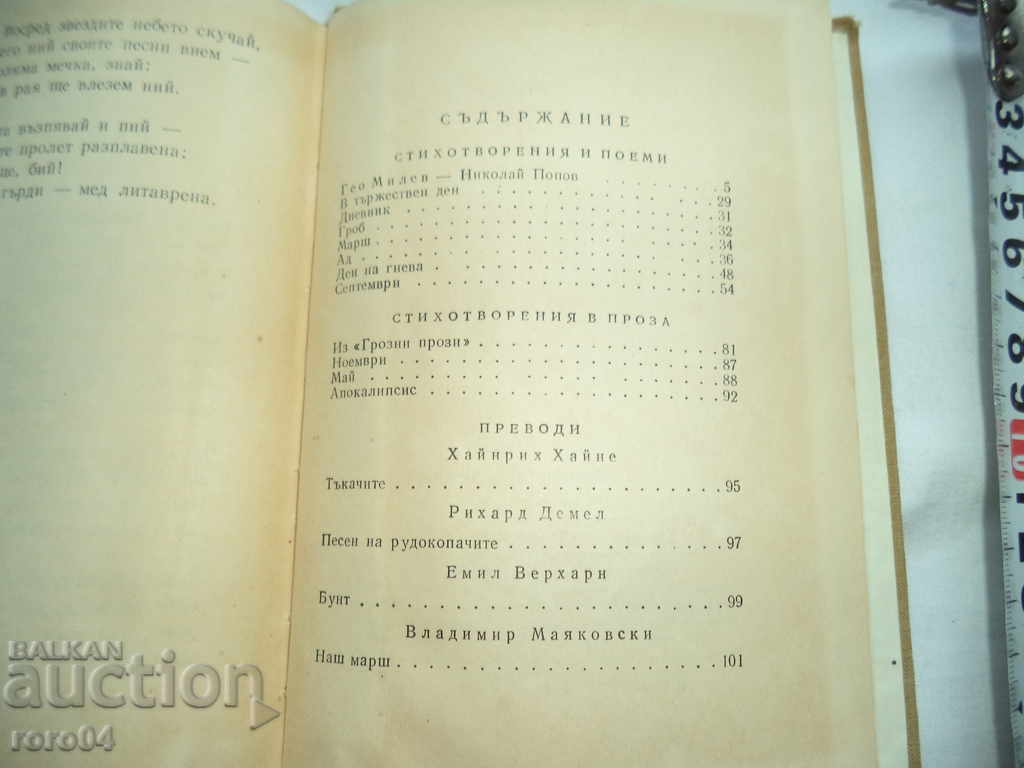 посред звездите небето скучай,
ний своите песни внем —
мечка, знай:
в рая ще влезем ний.
възпявай и пий —
пролет разплавена;
бий!
гърди — мед литаврена.
СЪДЪРЖАНИЕ
СТИХОТВОРЕНИЯ И ПОЕМИ
Гео Милев — Николай Попов . . . . . 5
В тържествен ден . . . . . 29
Дневник . . . . . 31
Гроб . . . . . 32
Марш . . . . . 34
Ад . . . . . 36
Ден на гнева . . . . . 48
Септември . . . . . 54
СТИХОТВОРЕНИЯ В ПРОЗА
Из «Грозни прози» . . . . . 81
Ноември . . . . . 87
Май . . . . . 88
Апокалипсис . . . . . 92
ПРЕВОДИ
Хайнрих Хайне
Тъкачите . . . . . 95
Рихард Демел
Песен на рудокопачите . . . . . 97
Емил Верхарн
Бунт . . . . . 99
Владимир Маяковски
Наш марш . . . . . 101
3 4 5 6 7 8 9 10 1
BALKAN
auction
roro04